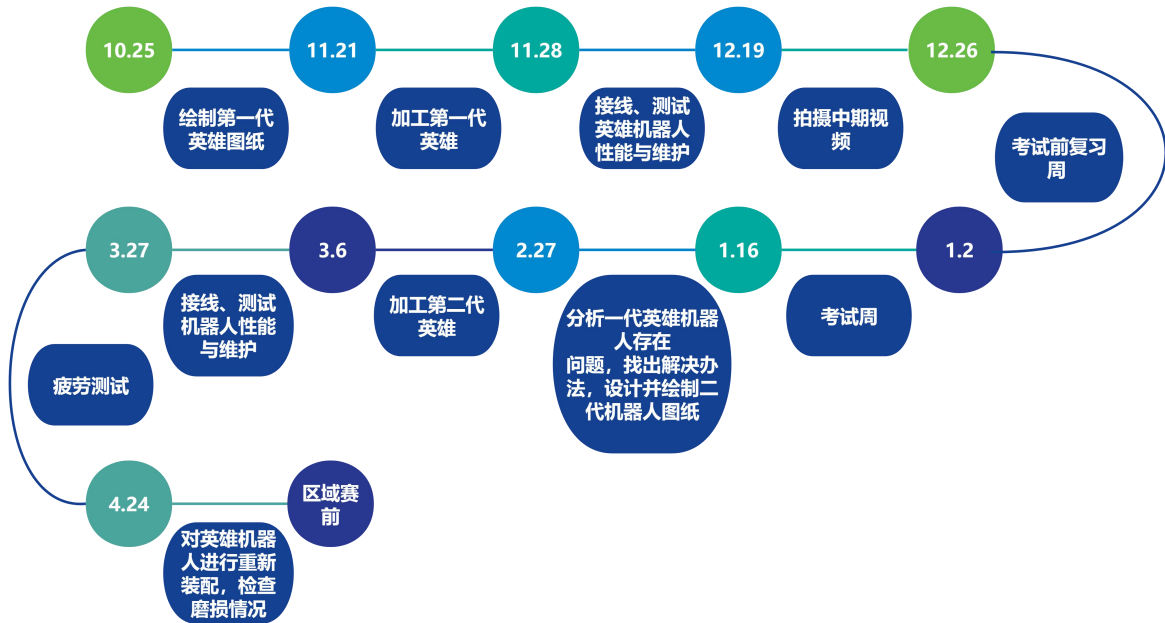 10.25
11.21
11.28
12.19
12.26
绘制第一代
英雄图纸
加工第一代
英雄
接线、测试
英雄机器人
性能与维护
拍摄中期视
频
考试前复习
周
1.2
1.16
2.27
3.6
3.27
考试周
分析一代英雄机器
人存在
问题，找出解决办
法，设计并绘制二
代机器人图纸
加工第二代
英雄
接线、测试
机器人性能
与维护
疲劳测试
4.24
区域赛
前
对英雄机器
人进行重新
装配，检查
磨损情况